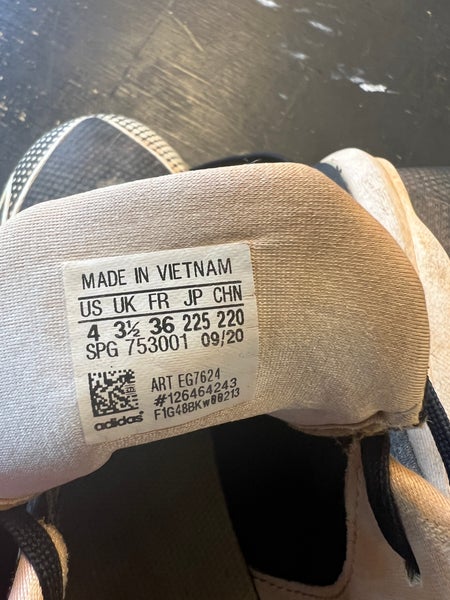 MADE IN VIETNAM
US UK FR JP CHN
4 3½ 36 225 220
SPG 753001 09/20
ART EG7624
#126464243
F1G48BKW00213
adidas